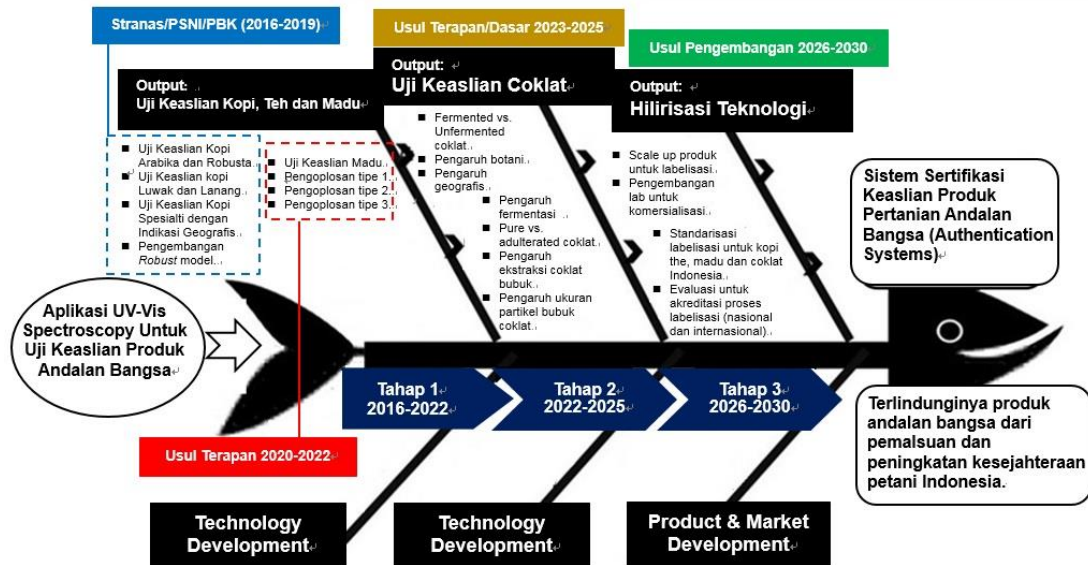 Stranas/PSNI/PBK (2016-2019)
Usul Terapan/Dasar 2023-2025
Usul Pengembangan 2026-2030
Output:
Uji Keaslian Kopi, Teh dan Madu
Output:
Uji Keaslian Coklat
Output:
Hilirisasi Teknologi
Uji Keaslian Kopi
Arabika dan Robusta.
Uji Keaslian kopi
Luwak dan Lanang
Uji Keaslian Kopi
Spesialti dengan
Indikasi Geografis.
Pengembangan
Robust model..
Uji Keaslian Madu.
Pengoplosan tipe 1..
Pengoplosan tipe 2..
Pengoplosan tipe 3..
Fermented vs.
Unfermented
coklat.
Pengaruh botani.
Pengaruh
geografis.
Pengaruh
fermentasi
Pure vs.
adulterated coklat.
Pengaruh
ekstraksi coklat
bubuk.
Pengaruh ukuran
partikel bubuk
coklat.
Scale up produk
untuk labelisasi.
Pengembangan
lab untuk
komersialisasi.
Standarisasi
labelisasi untuk kopi
the, madu dan coklat
Indonesia.
Evaluasi untuk
akreditasi proses
labelisasi (nasional
dan internasional).
Sistem Sertifikasi
Keaslian Produk
Pertanian Andalan
Bangsa (Authentication
Systems)
Aplikasi UV-Vis
Spectroscopy Untuk
Uji Keaslian Produk
Andalan Bangsa
Tahap 1
2016-2022
Tahap 2
2022-2025
Tahap 3
2026-2030
Terlindunginya produk
andalan bangsa dari
pemalsuan dan
peningkatan kesejahteraan
petani Indonesia.
Usul Terapan 2020-2022
Technology
Development
Technology
Development
Product & Market
Development